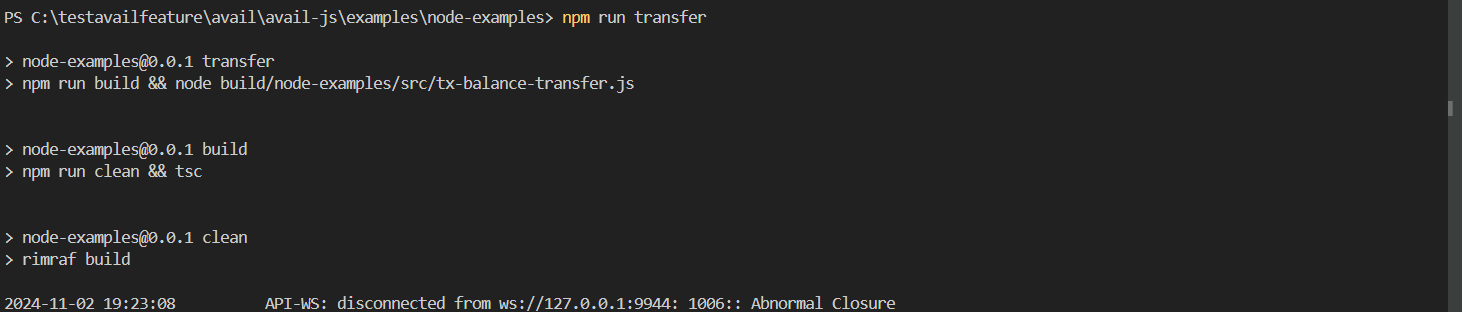 PS C:\testavailfeature\avail\avail-js\examples\node-examples> npm run transfer
> node-examples@0.0.1 transfer
> npm run build && node build/node-examples/src/tx-balance-transfer.js
> node-examples@0.0.1 build
> npm run clean && tsc
> node-examples@0.0.1 clean
> rimraf build
2024-11-02 19:23:08 API-WS: disconnected from ws://127.0.0.1:9944: 1006:: Abnormal Closure